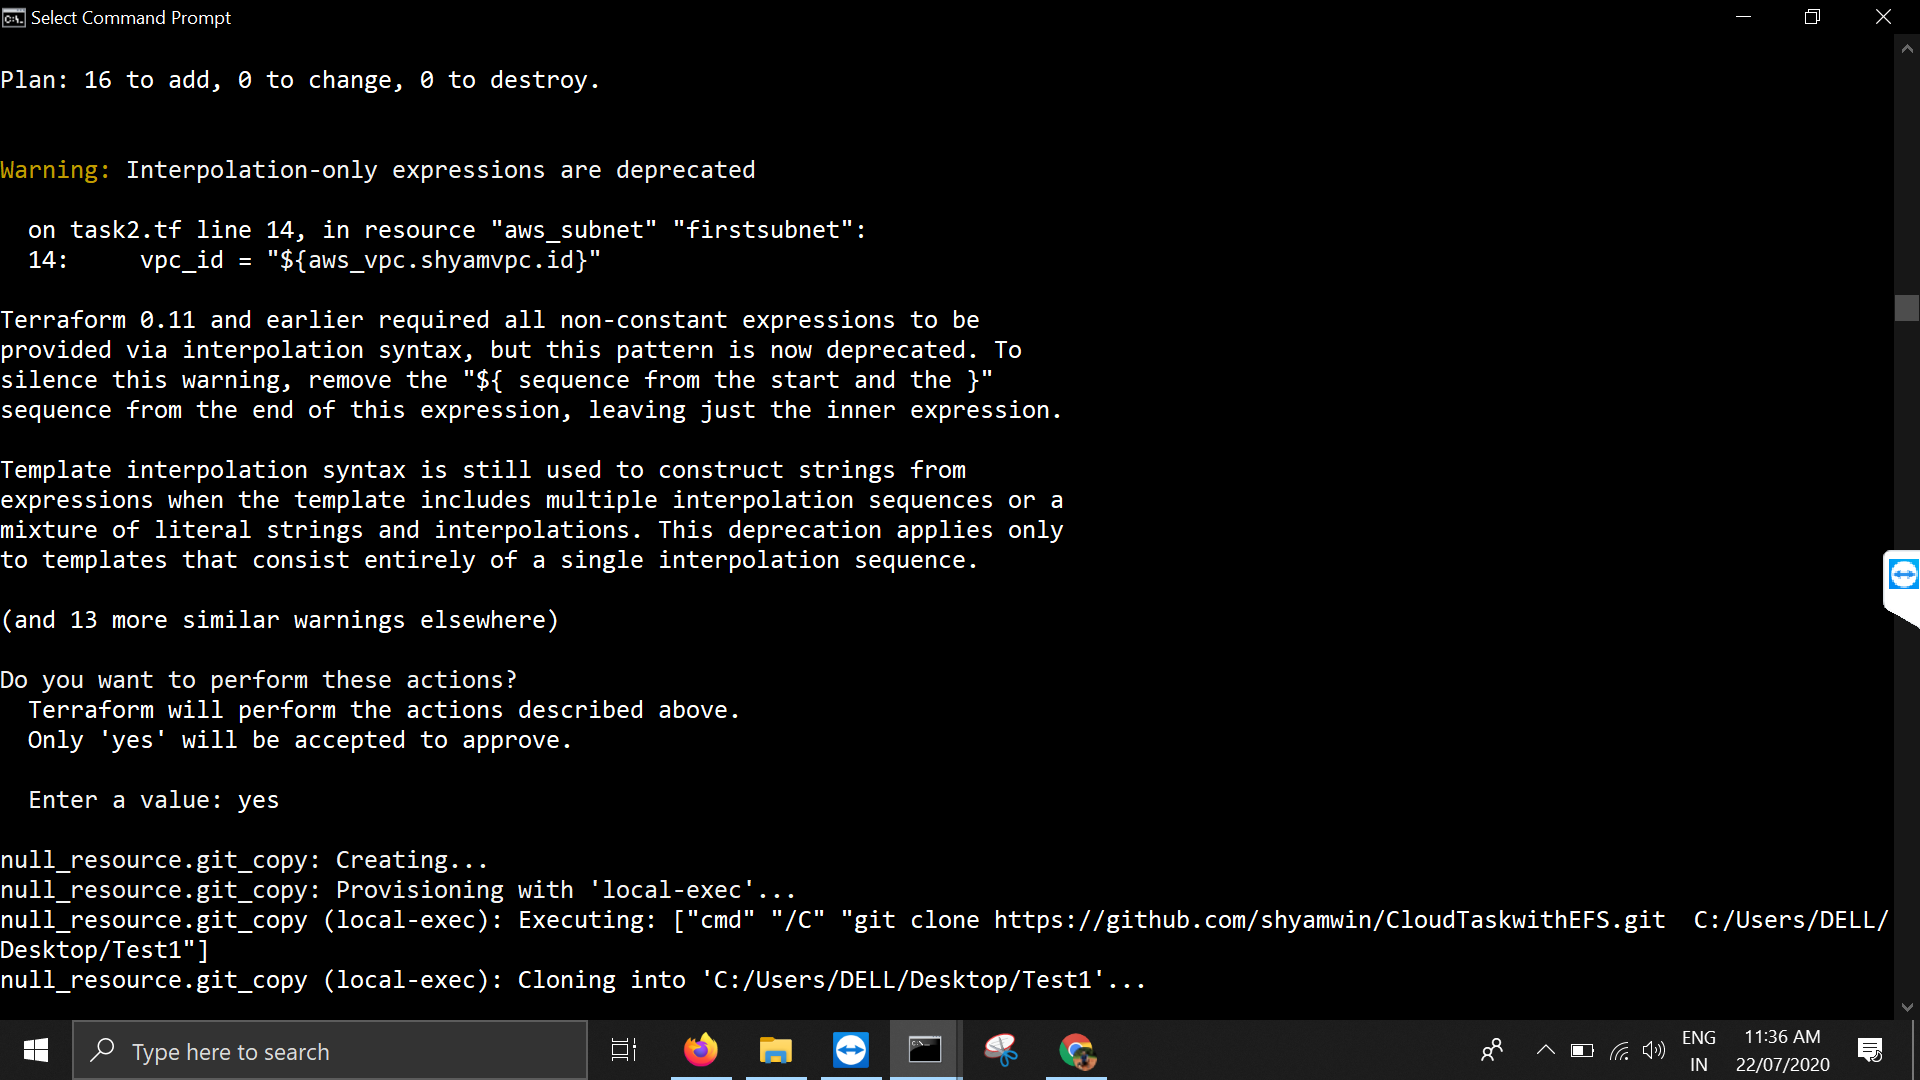 Select Command Prompt
Plan: 16 to add, 0 to change, 0 to destroy.
Warning: Interpolation-only expressions are deprecated
on task2.tf line 14, in resource "aws_subnet" "firstsubnet":
14:     vpc_id = "${aws_vpc.shyamvpc.id}"
Terraform 0.11 and earlier required all non-constant expressions to be
provided via interpolation syntax, but this pattern is now deprecated. To
silence this warning, remove the "${ sequence from the start and the }"
sequence from the end of this expression, leaving just the inner expression.
Template interpolation syntax is still used to construct strings from
expressions when the template includes multiple interpolation sequences or a
mixture of literal strings and interpolations. This deprecation applies only
to templates that consist entirely of a single interpolation sequence.
(and 13 more similar warnings elsewhere)
Do you want to perform these actions?
Terraform will perform the actions described above.
Only 'yes' will be accepted to approve.
Enter a value: yes
null_resource.git_copy: Creating...
null_resource.git_copy: Provisioning with 'local-exec'...
null_resource.git_copy (local-exec): Executing: ["cmd" "/C" "git clone https://github.com/shyamwin/CloudTaskwithEFS.git  C:/Users/DELL/
Desktop/Test1"]
null_resource.git_copy (local-exec): Cloning into 'C:/Users/DELL/Desktop/Test1'...
Type here to search
ENG
IN
11:36 AM
22/07/2020